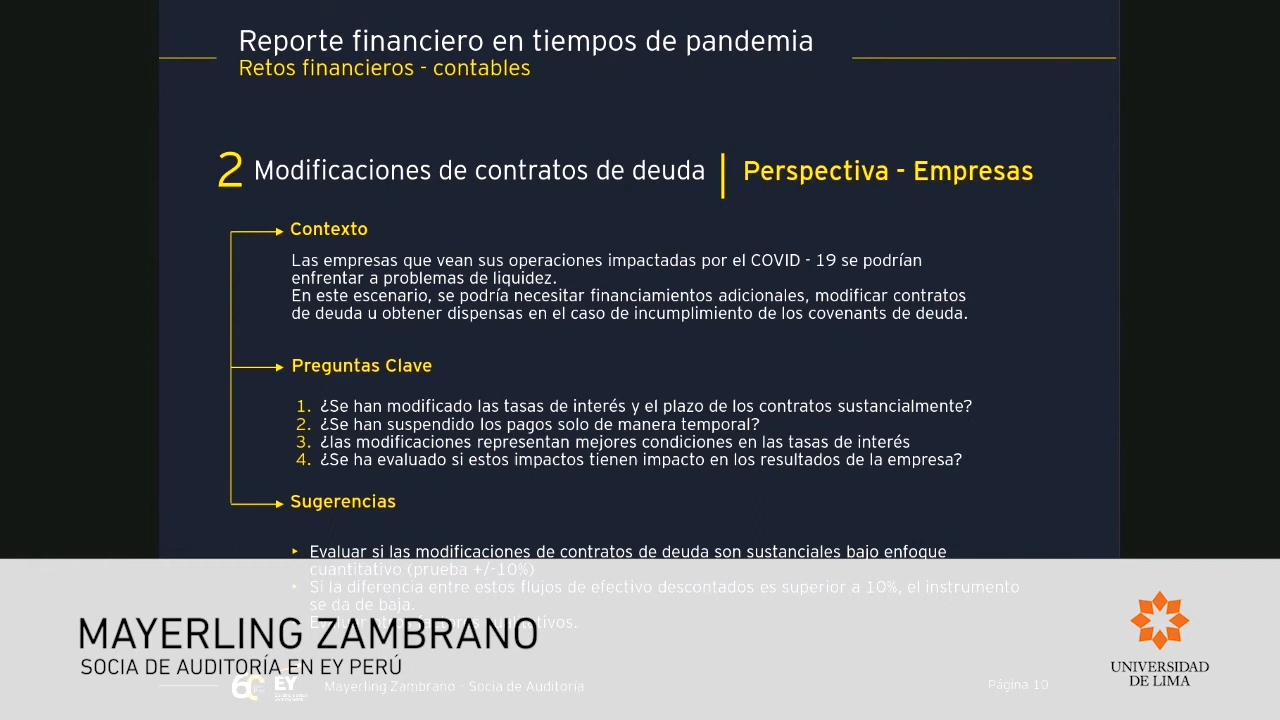 Reporte financiero en tiempos de pandemia
Retos financieros - contables
2 Modificaciones de contratos de deuda | Perspectiva - Empresas
Contexto
Las empresas que vean sus operaciones impactadas por el COVID - 19 se podrían
enfrentar a problemas de liquidez.
En este escenario, se podría necesitar financiamientos adicionales, modificar contratos
de deuda u obtener dispensas en el caso de incumplimiento de los covenants de deuda.
Preguntas Clave
1. ¿Se han modificado las tasas de interés y el plazo de los contratos sustancialmente?
2. ¿Se han suspendido los pagos solo de manera temporal?
3. ¿las modificaciones representan mejores condiciones en las tasas de interés
4. ¿Se ha evaluado si estos impactos tienen impacto en los resultados de la empresa?
Sugerencias
Evaluar si las modificaciones de contratos de deuda son sustanciales bajo enfoque
cuantitativo (prueba +/-10%)
Si la diferencia entre estos flujos de efectivo descontados es superior a 10%, el instrumento
se da de baja.
Evaluar otros factores cualitativos.
MAYERLING ZAMBRANO
SOCIA DE AUDITORÍA EN EY PERÚ
EY
Mayerling Zambrano - Socia de Auditoría
Página 10
UNIVERSIDAD
DE LIMA